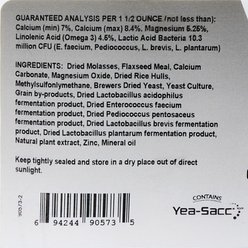 GUARANTEED ANALYSIS PER 1 1/2 OUNCE (not less than):
Calcium (min) 7%, Calcium (max) 8.4%, Magnesium 5.25%,
Linolenic Acid (Omega 3) 4.5%, Lactic Acid Bacteria 10.3
million CFU (E. faecium, Pediococcus, L. brevis, L. plantarum)
INGREDIENTS: Dried Molasses, Flaxseed Meal, Calcium
Carbonate, Magnesium Oxide, Dried Rice Hulls,
Methylsulfonylmethane, Brewers Dried Yeast, Yeast Culture,
Grain by-products, Dried Lactobacillus acidophilus
fermentation product, Dried Enterococcus faecium
fermentation product, Dried Pediococcus fermentation
product, Dried Lactobacillus brevis fermentation
product, Dried Lactobacillus plantarum fermentation product,
Natural plant extract, Zinc, Mineral oil
Keep tightly sealed and store in a dry place out of direct
sunlight.
90573-2
6 94244 90573 5
CONTAINS
Yea-Sacc